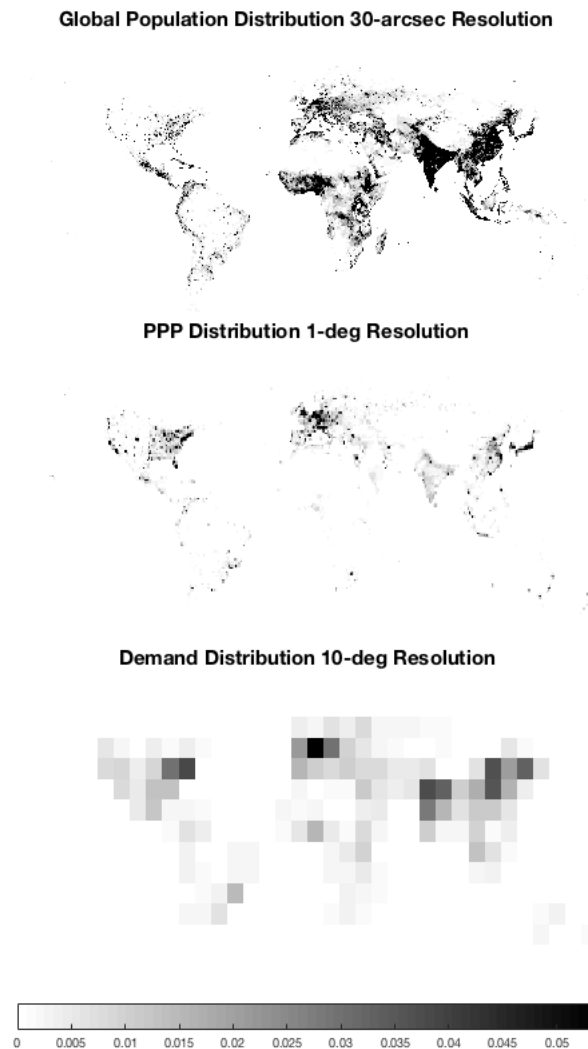 Global Population Distribution 30-arcsec Resolution
PPP Distribution 1-deg Resolution
Demand Distribution 10-deg Resolution
0 0.005 0.01 0.015 0.02 0.025 0.03 0.035 0.04 0.045 0.05